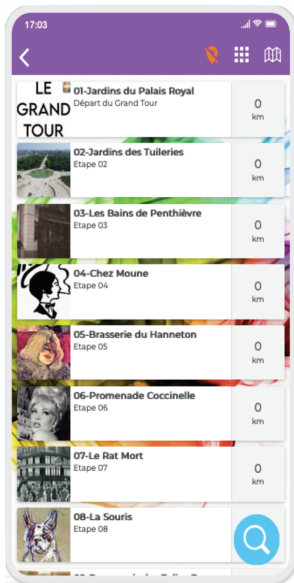 17:03
LE
GRAND
TOUR
01-Jardins du Palais Royal
Départ du Grand Tour
0
km
02-Jardins des Tuileries
Etape 02
0
km
03-Les Bains de Penthièvre
Etape 03
0
km
04-Chez Moune
Etape 04
0
km
05-Brasserie du Hanneton
Etape 05
0
km
06-Promenade Coccinelle
Etape 06
0
km
07-Le Rat Mort
Etape 07
0
km
08-La Souris
Etape 08